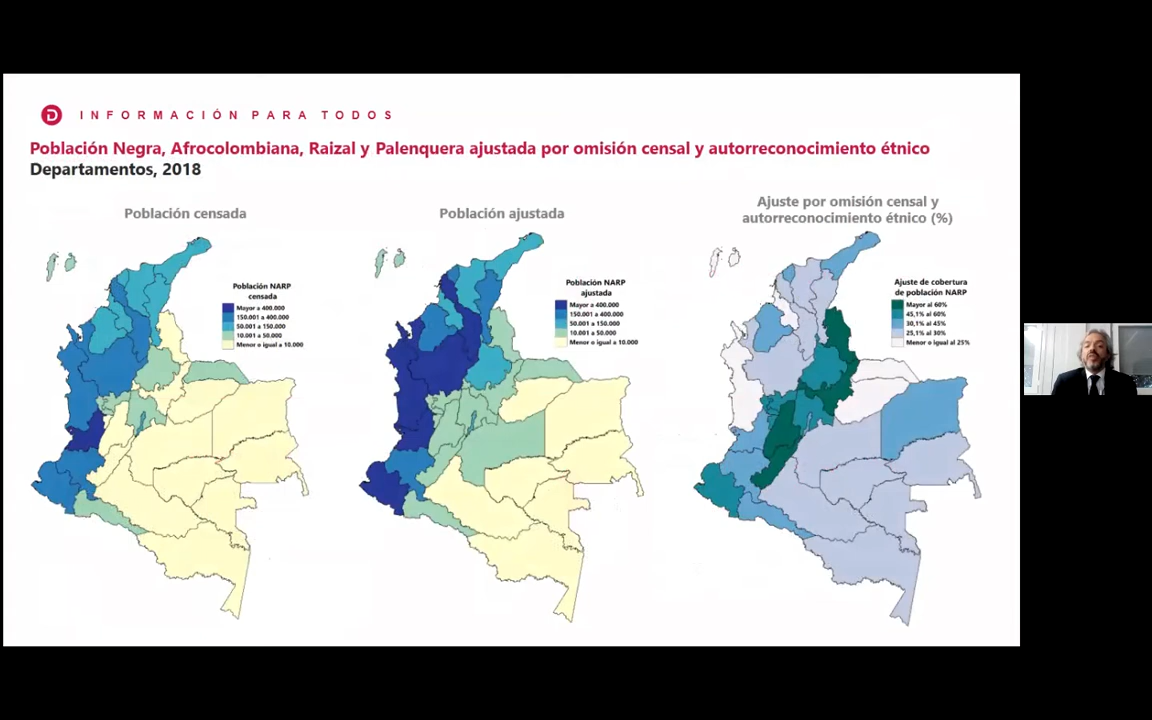 INFORMACIÓN PARA TODOS
Población Negra, Afrocolombiana, Raizal y Palenquera ajustada por omisión censal y autorreconocimiento étnico
Departamentos, 2018
Población censada
Población NARP
censada
Mayor a 400.000
150.001 a 400.000
50.001 a 150.000
10.001 a 50.000
Menor o igual a 10.000
Población ajustada
Población NARP
ajustada
Mayor a 400.000
150.001 a 400.000
50.001 a 150.000
10.001 a 50.000
Menor o igual a 10.000
Ajuste por omisión censal y
autorreconocimiento étnico (%)
Ajuste de cobertura
de población NARP
Mayor al 60%
45,1% al 60%
30,1% al 45%
25,1% al 30%
Menor o igual al 25%